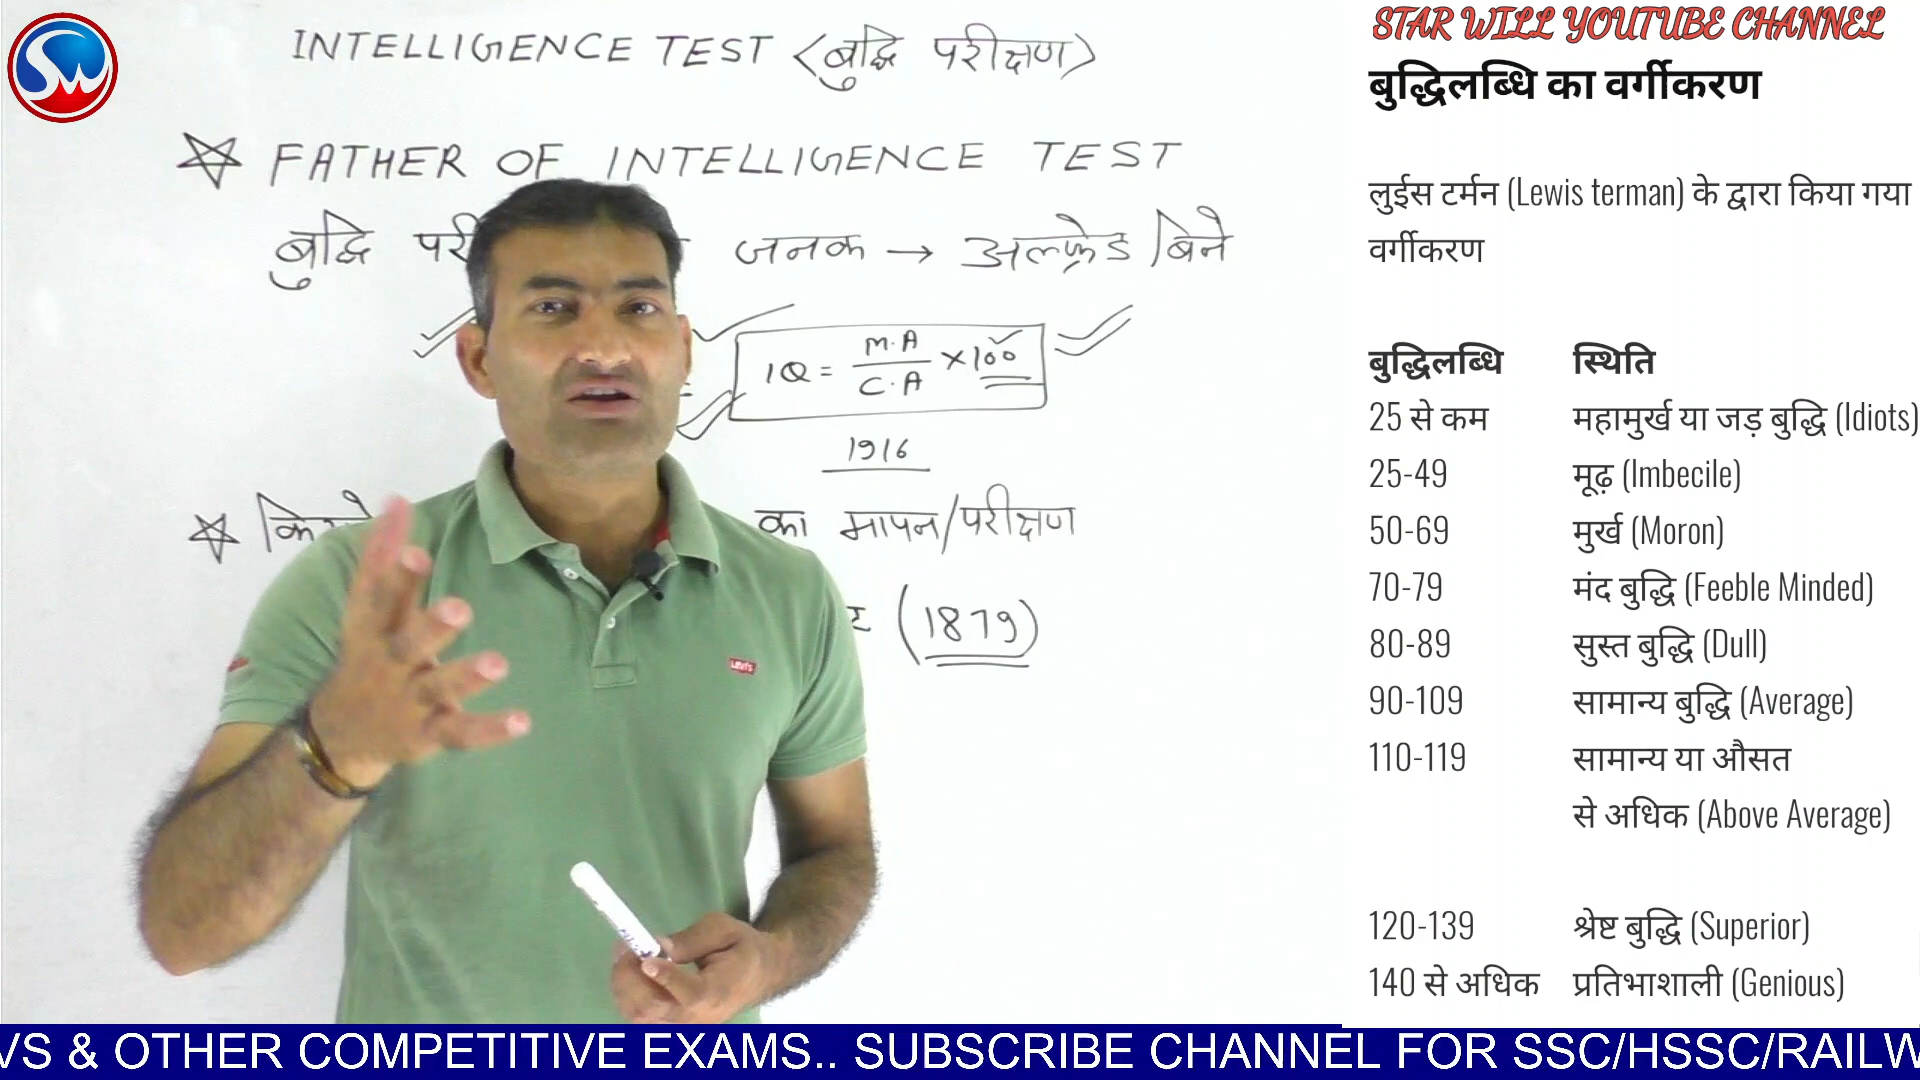 SW
INTELLIGENCE TEST <बुद्धि परीक्षण>
FATHER OF INTELLIGENCE TEST
बुद्धि जनक → अल्फ्रेड बिने
IQ = M.A / C.A × 100
1916
का मापन/परीक्षण
(1879)
Levi's
STAR WILL YOUTUBE CHANNEL
बुद्धिलब्धि का वर्गीकरण
लुईस टर्मन (Lewis terman) के द्वारा किया गया
वर्गीकरण
बुद्धिलब्धि स्थिति
25 से कम महामुर्ख या जड़ बुद्धि (Idiots)
25-49 मूढ़ (Imbecile)
50-69 मुर्ख (Moron)
70-79 मंद बुद्धि (Feeble Minded)
80-89 सुस्त बुद्धि (Dull)
90-109 सामान्य बुद्धि (Average)
110-119 सामान्य या औसत
से अधिक (Above Average)
120-139 श्रेष्ट बुद्धि (Superior)
140 से अधिक प्रतिभाशाली (Genious)
VS & OTHER COMPETITIVE EXAMS.. SUBSCRIBE CHANNEL FOR SSC/HSSC/RAILW